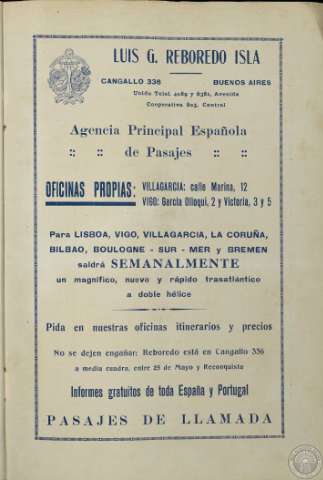 LUIS G. REBOREDO ISLA
CANGALLO 336 BUENOS AIRES
Unión Telef. 4089 y 6381, Avenida
Cooperativa 809, Central
Agencia Principal Española
:: :: de Pasajes :: ::
OFICINAS PROPIAS: VILLAGARCIA: calle Marina, 12
VIGO: García Olloqui, 2 y Victoria, 3 y 5
Para LISBOA, VIGO, VILLAGARCIA, LA CORUÑA,
BILBAO, BOULOGNE - SUR - MER y BREMEN
saldrá SEMANALMENTE
un magnífico, nuevo y rápido trasatlántico
a doble hélice
Pida en nuestras oficinas itinerarios y precios
No se dejen engañar: Reboredo está en Cangallo 336
a media cuadra, entre 25 de Mayo y Reconquista
Informes gratuitos de toda España y Portugal
PASAJES DE LLAMADA